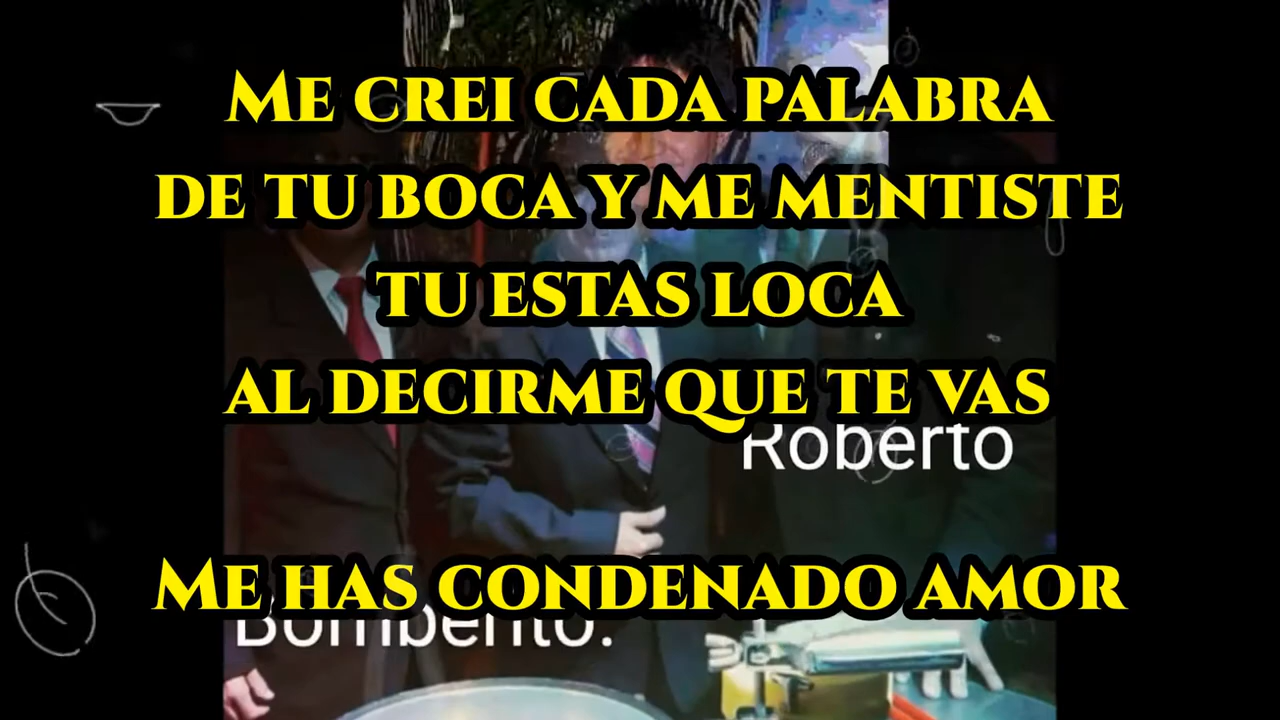 Me crei cada palabra
de tu boca y me mentiste
tu estas loca
al decirme que te vas
Roberto
Me has condenado amor
Bomberito.